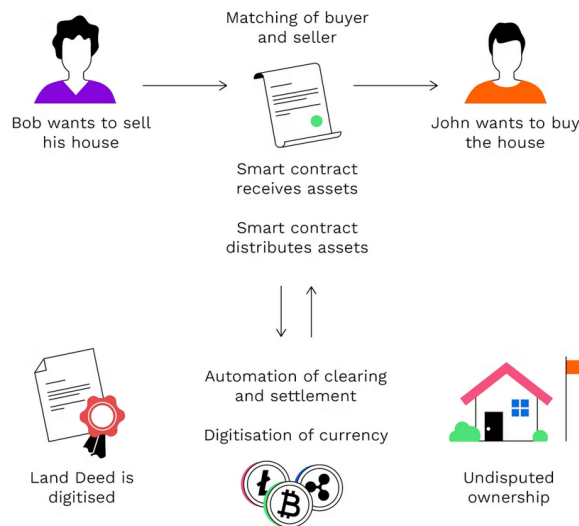 Matching of buyer
and seller
Bob wants to sell
his house
John wants to buy
the house
Smart contract
receives assets
Smart contract
distributes assets
Automation of clearing
and settlement
Digitisation of currency
Land Deed is
digitised
Undisputed
ownership